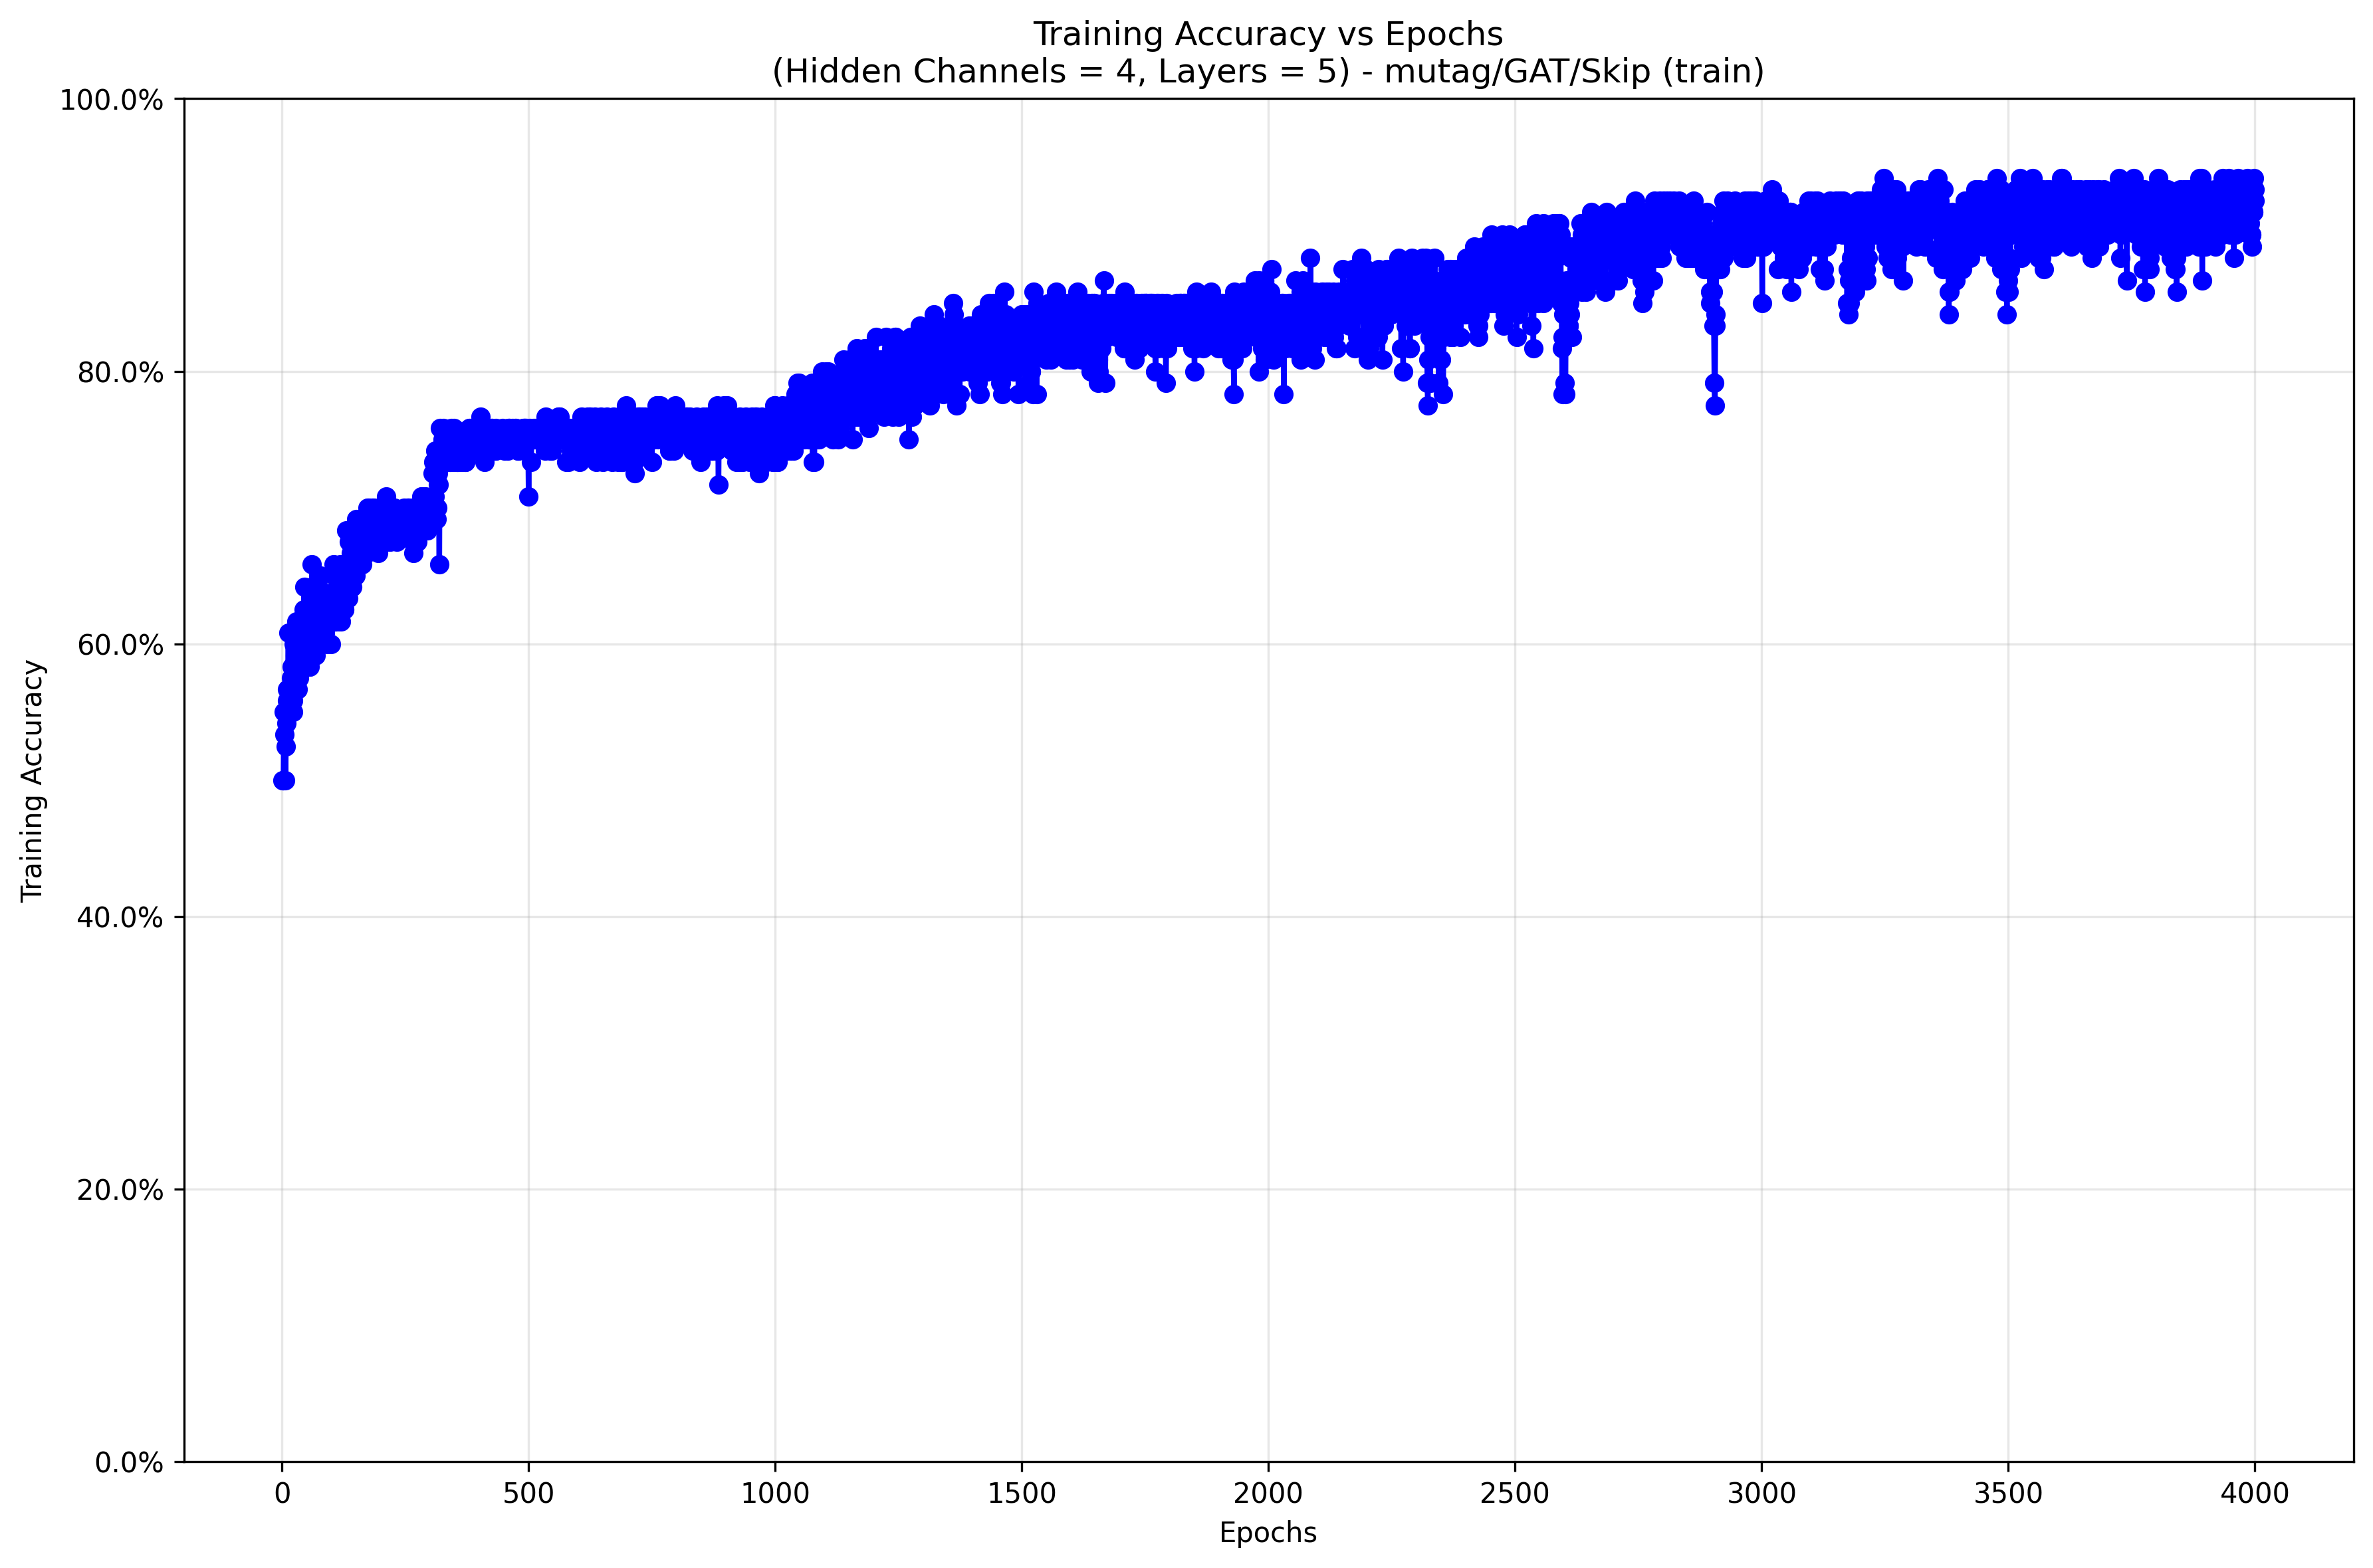 Training Accuracy vs Epochs
(Hidden Channels = 4, Layers = 5) - mutag/GAT/Skip (train)
100.0%
80.0%
60.0%
40.0%
20.0%
0.0%
Training Accuracy
0 500 1000 1500 2000 2500 3000 3500 4000
Epochs